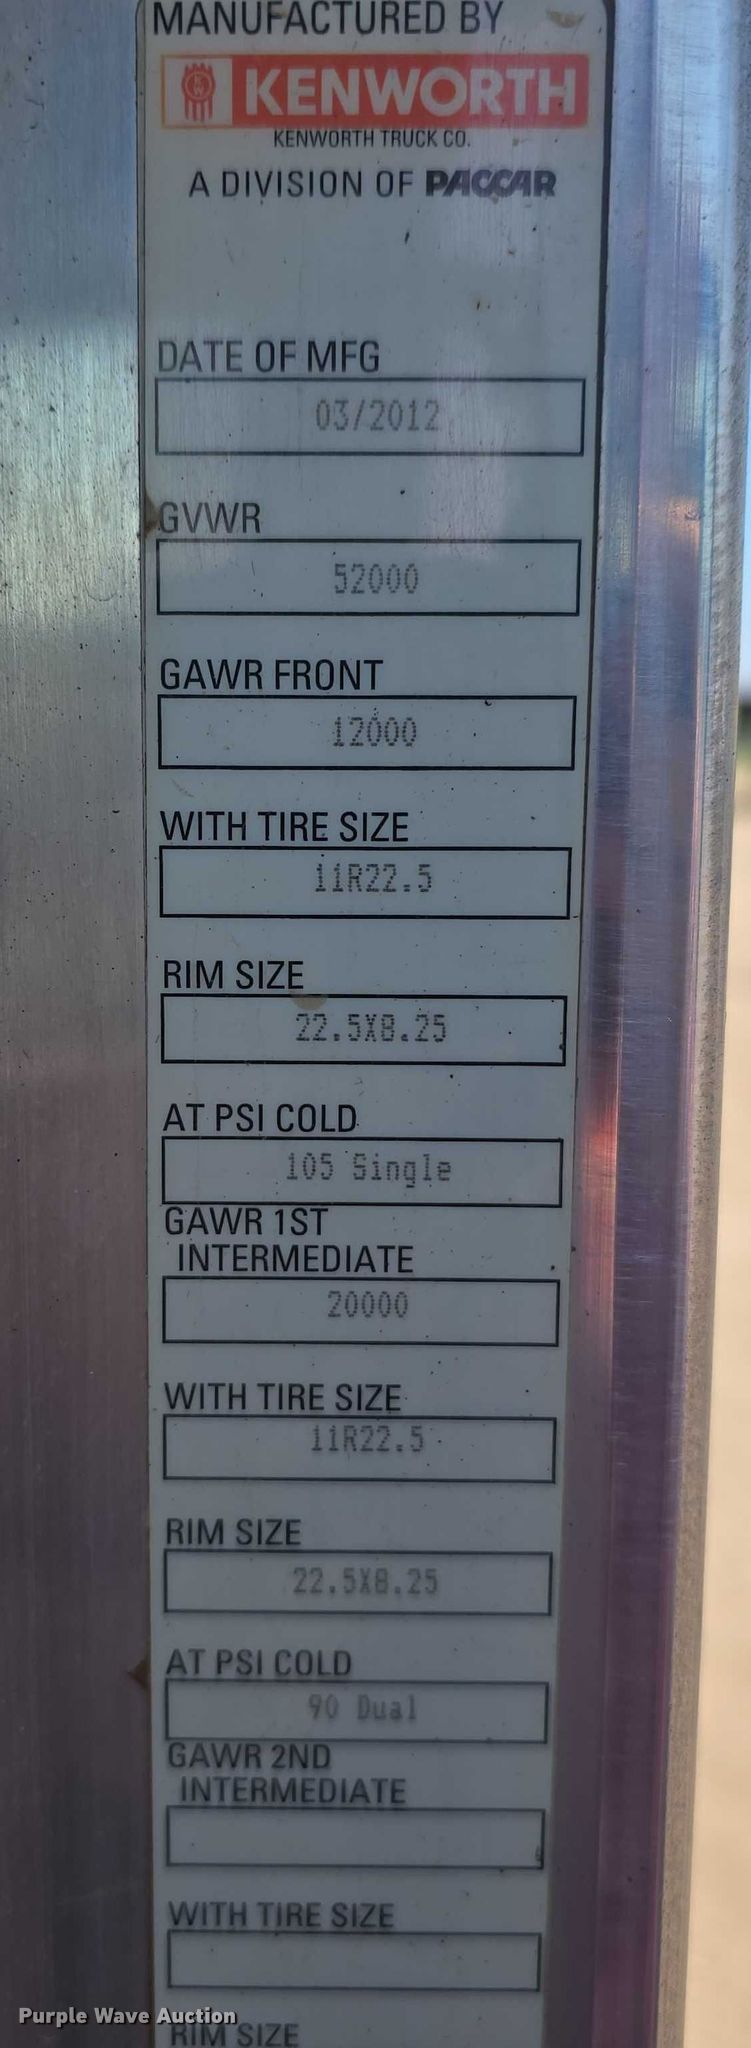 MANUFACTURED BY
KW KENWORTH
KENWORTH TRUCK CO.
A DIVISION OF PACCAR
DATE OF MFG
03/2012
GVWR
52000
GAWR FRONT
12000
WITH TIRE SIZE
11R22.5
RIM SIZE
22.5X8.25
AT PSI COLD
105 Single
GAWR 1ST
INTERMEDIATE
20000
WITH TIRE SIZE
11R22.5
RIM SIZE
22.5X8.25
AT PSI COLD
90 Dual
GAWR 2ND
INTERMEDIATE
WITH TIRE SIZE
Purple Wave Auction
RIM SIZE